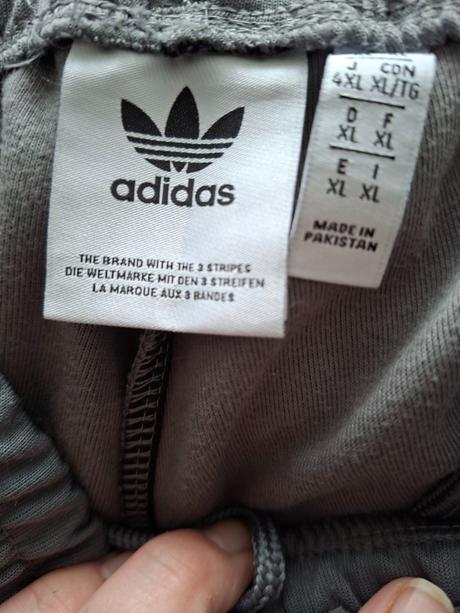 adidas
THE BRAND WITH THE 3 STRIPES
DIE WELTMARKE MIT DEN 3 STREIFEN
LA MARQUE AUX 3 BANDES
J CDN
4XL XL/TG
D F
XL XL
E I
XL XL
MADE IN
PAKISTAN